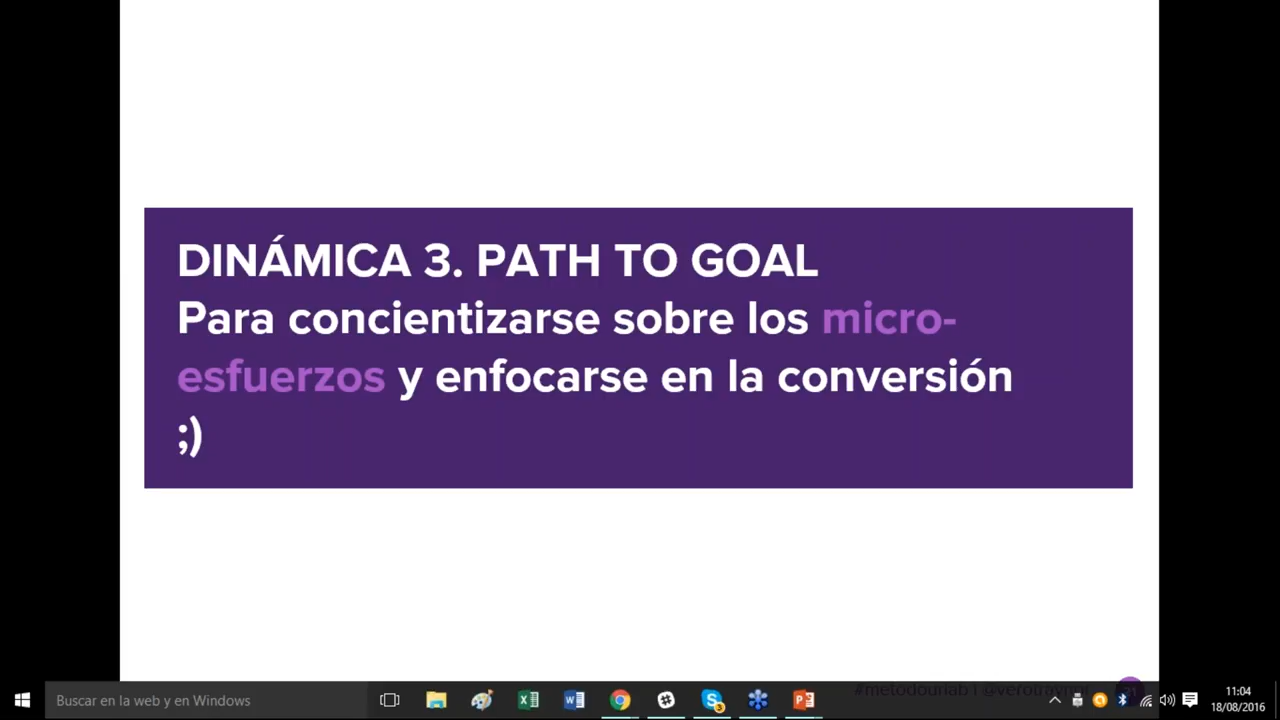 DINÁMICA 3. PATH TO GOAL
Para concientizarse sobre los micro-
esfuerzos y enfocarse en la conversión
;)
Buscar en la web y en Windows
3
11:04
18/08/2016